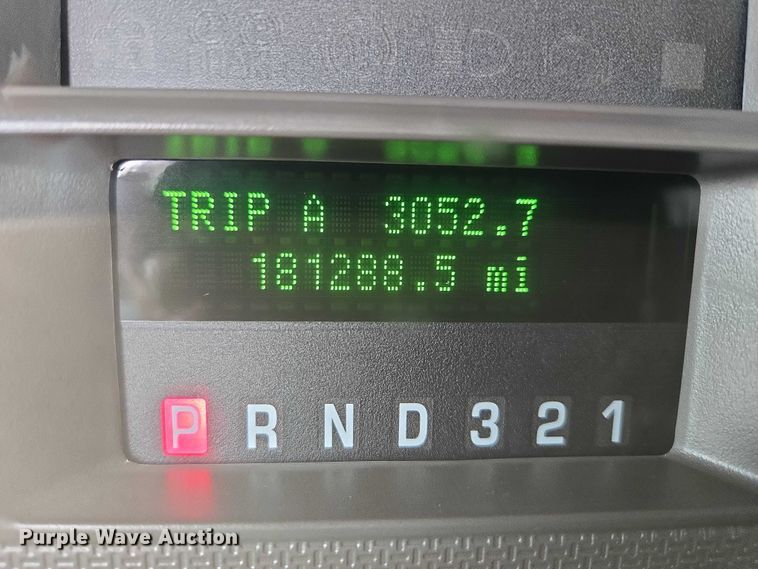 TRIP A 3052.7
181288.5 mi
P R N D 3 2 1
Purple Wave Auction